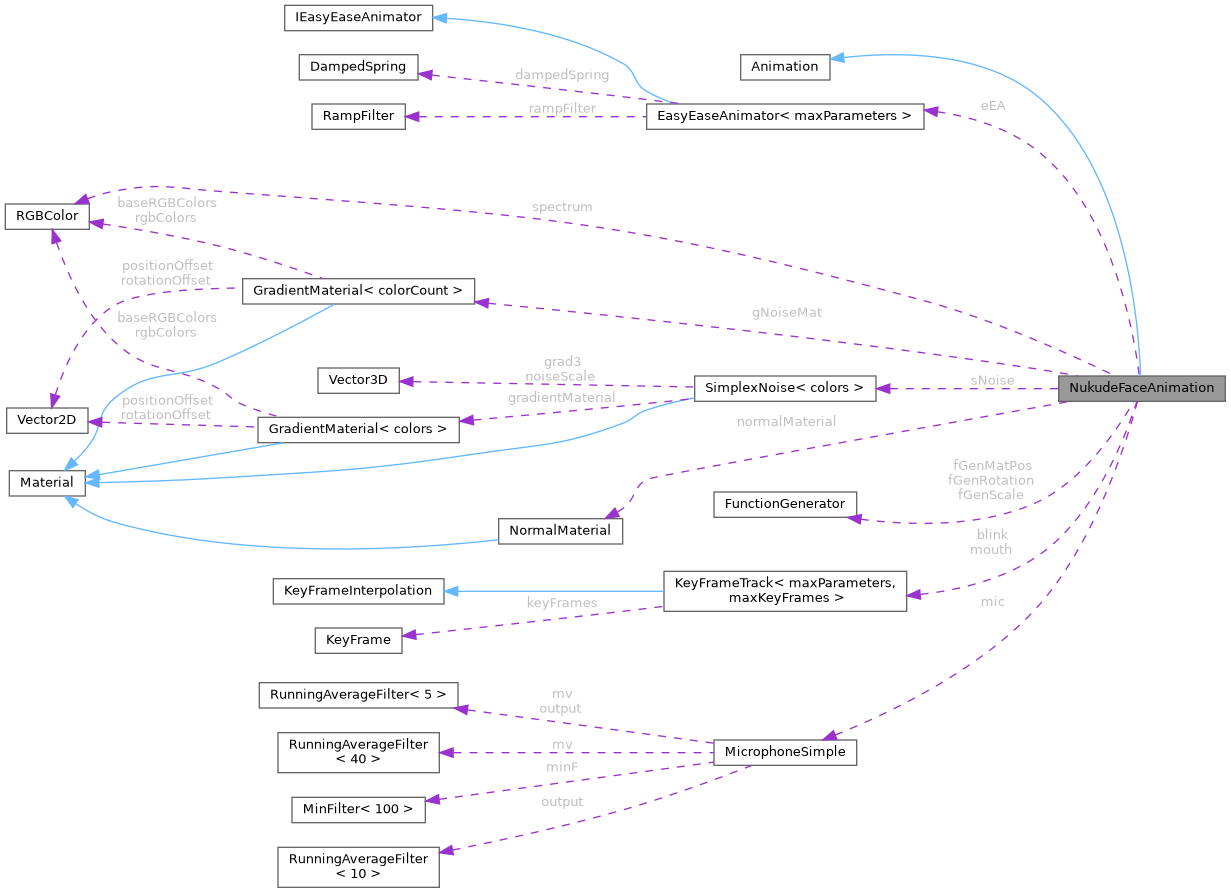 IEasyEaseAnimator
DampedSpring
Animation
dampedSpring
eEA
rampFilter
RampFilter
EasyEaseAnimator< maxParameters >
baseRGBColors
rgbColors
spectrum
RGBColor
positionOffset
rotationOffset
GradientMaterial< colorCount >
gNoiseMat
baseRGBColors
rgbColors
grad3
noiseScale
Vector3D
sNoise
SimplexNoise< colors >
NukudeFaceAnimation
gradientMaterial
positionOffset
rotationOffset
Vector2D
normalMaterial
GradientMaterial< colors >
fGenMatPos
fGenRotation
fGenScale
Material
FunctionGenerator
NormalMaterial
blink
mouth
KeyFrameTrack< maxParameters,
maxKeyFrames >
KeyFrameInterpolation
keyFrames
mic
KeyFrame
RunningAverageFilter< 5 >
mv
output
RunningAverageFilter
< 40 >
mv
MicrophoneSimple
minF
MinFilter< 100 >
output
RunningAverageFilter
< 10 >